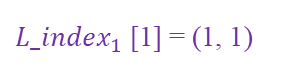 L_index₁ [1] = (1, 1)